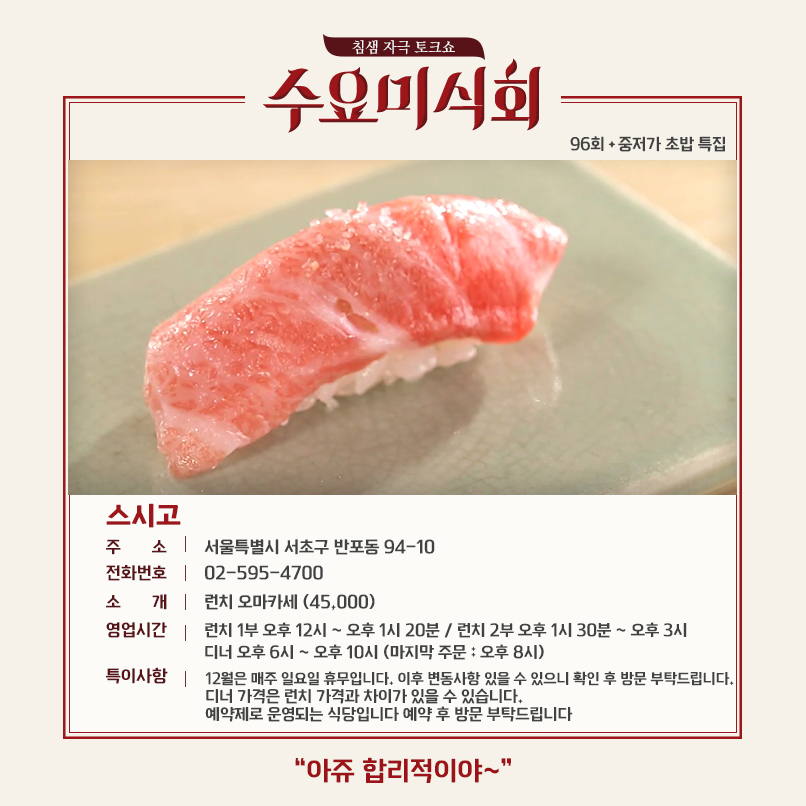 침샘 자극 토크쇼
수요미식회
96회 + 중저가 초밥 특집
스시고
주 소 | 서울특별시 서초구 반포동 94-10
전화번호 | 02-595-4700
소 개 | 런치 오마카세 (45,000)
영업시간 | 런치 1부 오후 12시 ~ 오후 1시 20분 / 런치 2부 오후 1시 30분 ~ 오후 3시
디너 오후 6시 ~ 오후 10시 (마지막 주문 : 오후 8시)
특이사항 | 12월은 매주 일요일 휴무입니다. 이후 변동사항 있을 수 있으니 확인 후 방문 부탁드립니다.
디너 가격은 런치 가격과 차이가 있을 수 있습니다.
예약제로 운영되는 식당입니다 예약 후 방문 부탁드립니다
“아쥬 합리적이야~”